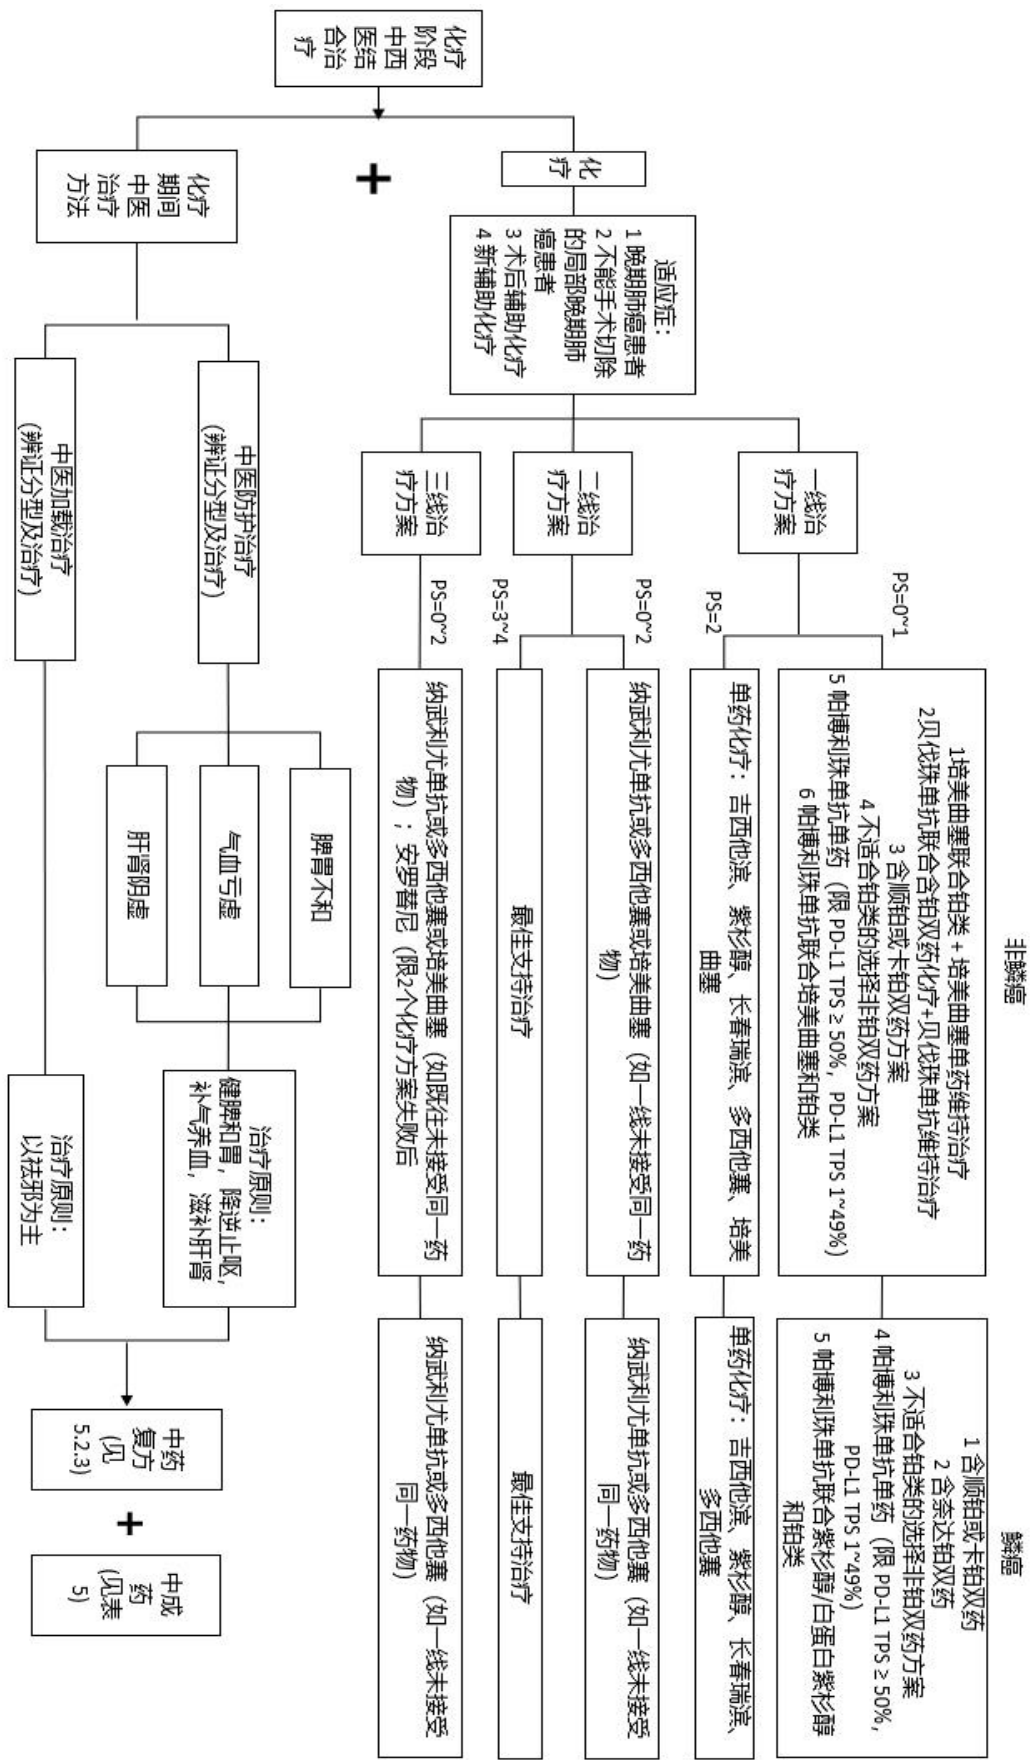 非鳞癌
鳞癌
化疗
阶段
中西
医结
合治
疗
+
化
疗
适应症：
1 晚期肺癌患者
2 不能手术切除
的局部晚期肺
癌患者
3 术后辅助化疗
4 新辅助化疗
一线治
疗方案
PS=0~1
1培美曲塞联合铂类 + 培美曲塞单药维持治疗
2贝伐珠单抗联合含铂双药化疗+贝伐珠单抗维持治疗
3 含顺铂或卡铂双药方案
4 不适合铂类的选择非铂双药方案
5 帕博利珠单抗单药（限 PD-L1 TPS ≥ 50%，PD-L1 TPS 1~49%）
6 帕博利珠单抗联合培美曲塞和铂类
1 含顺铂或卡铂双药
2 含奈达铂双药
3 不适合铂类的选择非铂双药方案
4 帕博利珠单抗单药（限 PD-L1 TPS ≥ 50%，
PD-L1 TPS 1~49%）
5 帕博利珠单抗联合紫杉醇/白蛋白紫杉醇
和铂类
PS=2
单药化疗：吉西他滨、紫杉醇、长春瑞滨、多西他赛、培美
曲塞
单药化疗：吉西他滨、紫杉醇、长春瑞滨、
多西他赛
二线治
疗方案
PS=0~2
纳武利尤单抗或多西他赛或培美曲塞（如一线未接受同一药
物）
纳武利尤单抗或多西他赛（如一线未接受
同一药物）
PS=3~4
最佳支持治疗
最佳支持治疗
三线治
疗方案
PS=0~2
纳武利尤单抗或多西他赛或培美曲塞（如既往未接受同一药
物）；安罗替尼（限2个化疗方案失败后
纳武利尤单抗或多西他赛（如一线未接受
同一药物）
化疗
期间
中医
治疗
方法
中医防护治疗
(辨证分型及治疗)
脾胃不和
气血亏虚
肝肾阴虚
治疗原则：
健脾和胃，降逆止呕，
补气养血，滋补肝肾
中医加载治疗
(辨证分型及治疗)
治疗原则：
以祛邪为主
中药
复方
(见
5.2.3)
+
中成
药
(见表
5)